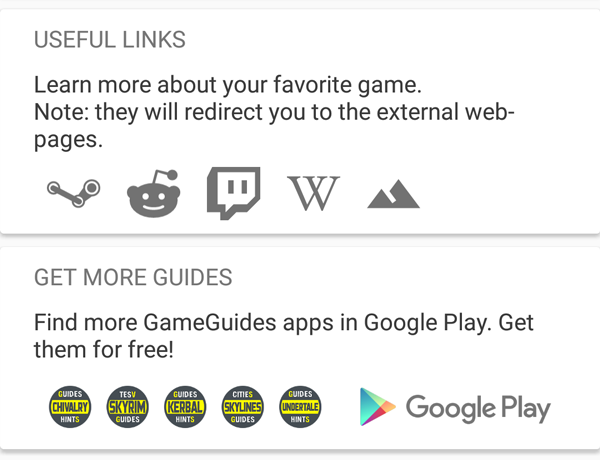 USEFUL LINKS
Learn more about your favorite game.
Note: they will redirect you to the external web-
pages.
W
GET MORE GUIDES
Find more GameGuides apps in Google Play. Get
them for free!
GUIDES
CHIVALRY
HINTS
TESV
SKYRIM
GUIDES
GUIDES
KERBAL
HINTS
CITIES
SKYLINES
GUIDES
GUIDES
UNDERTALE
HINTS
Google Play